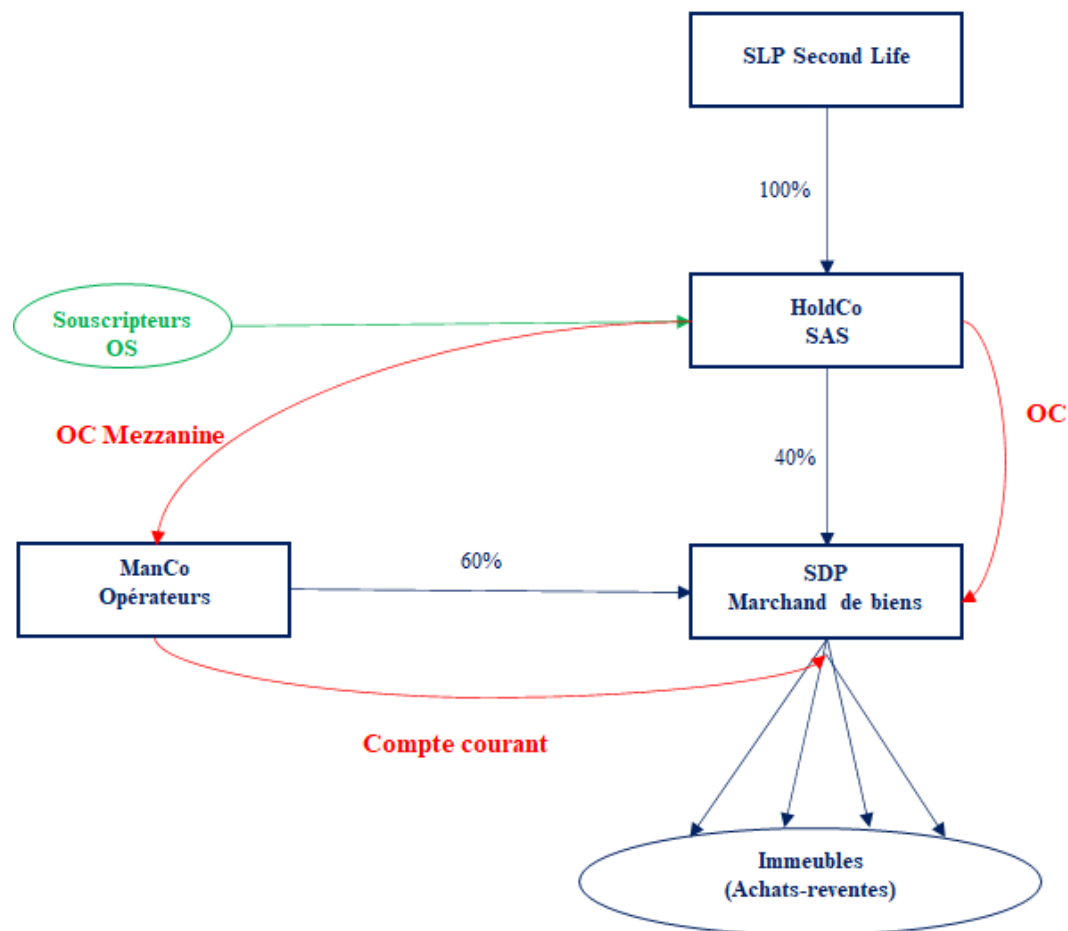 SLP Second Life
100%
Souscripteurs
OS
HoldCo
SAS
OC
OC Mezzanine
40%
ManCo
Opérateurs
60%
SDP
Marchand de biens
Compte courant
Immeubles
(Achats-reventes)